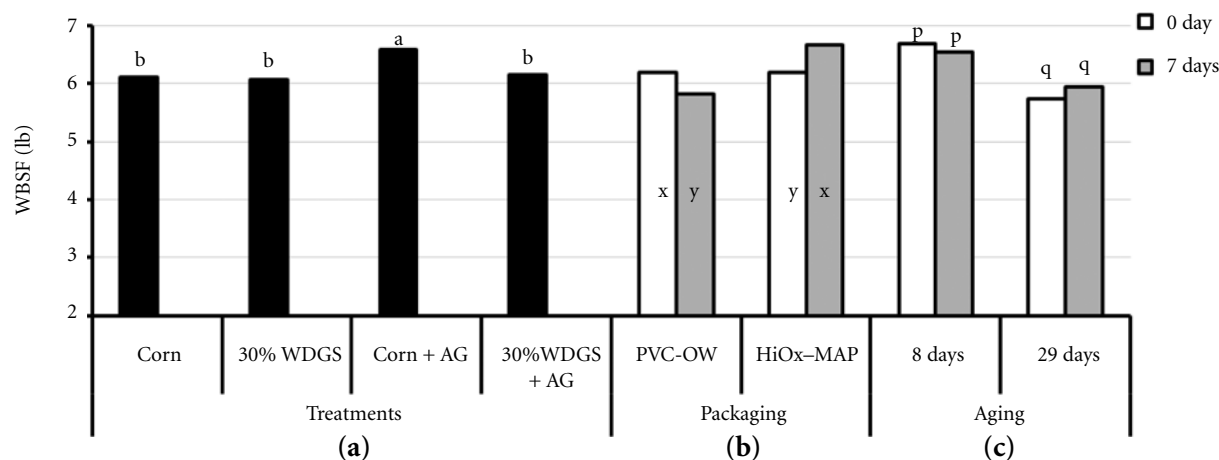 7
6
5
4
3
2
WBSF (lb)
b
b
a
b
x
y
y
x
p
p
q
q
0 day
7 days
Corn
30% WDGS
Corn + AG
30%WDGS
+ AG
PVC-OW
HiOx–MAP
8 days
29 days
Treatments
Packaging
Aging
(a)
(b)
(c)